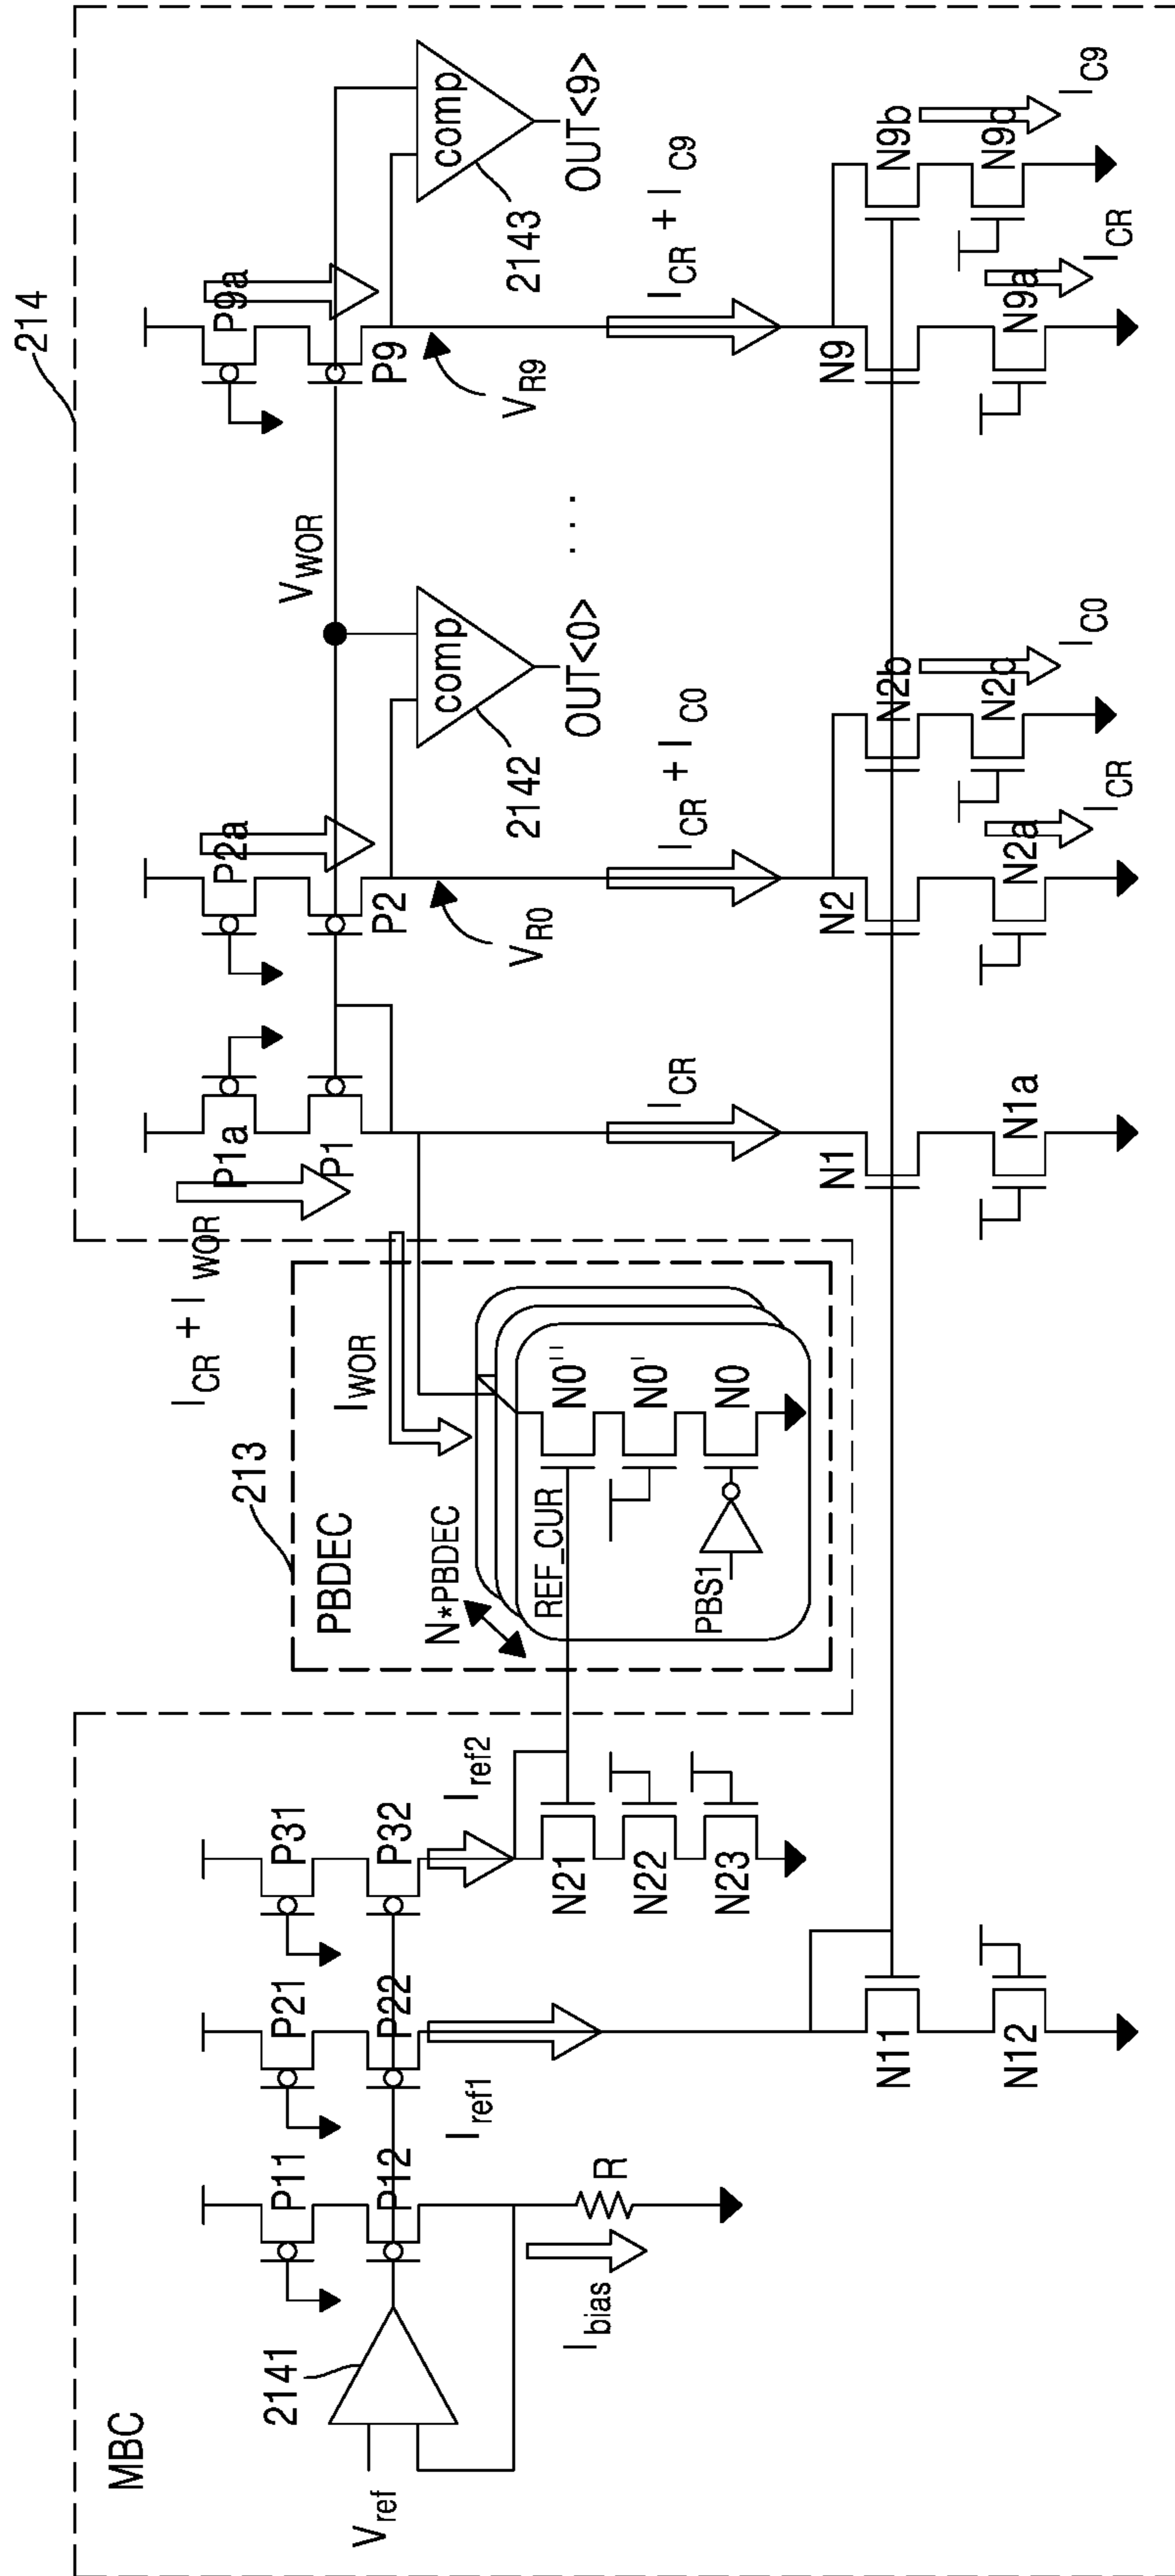 214
MBC
V_ref
2141
P11
P12
I_bias
R
P21
P22
I_ref1
P31
P32
I_ref2
N11
N12
N21
N22
N23
213
PBDEC
N*PBDEC
REF_CUR
I_WOR
N0''
N0'
N0
PBS1
I_CR + I_WOR
P1a
P1
I_CR
N1
N1a
P2a
P2
V_R0
V_WOR
comp
2142
OUT<0>
I_CR + I_C0
N2
N2a
N2b
N2c
I_CR
I_C0
. . .
P9a
P9
V_R9
comp
2143
OUT<9>
I_CR + I_C9
N9
N9a
N9b
N9c
I_CR
I_C9